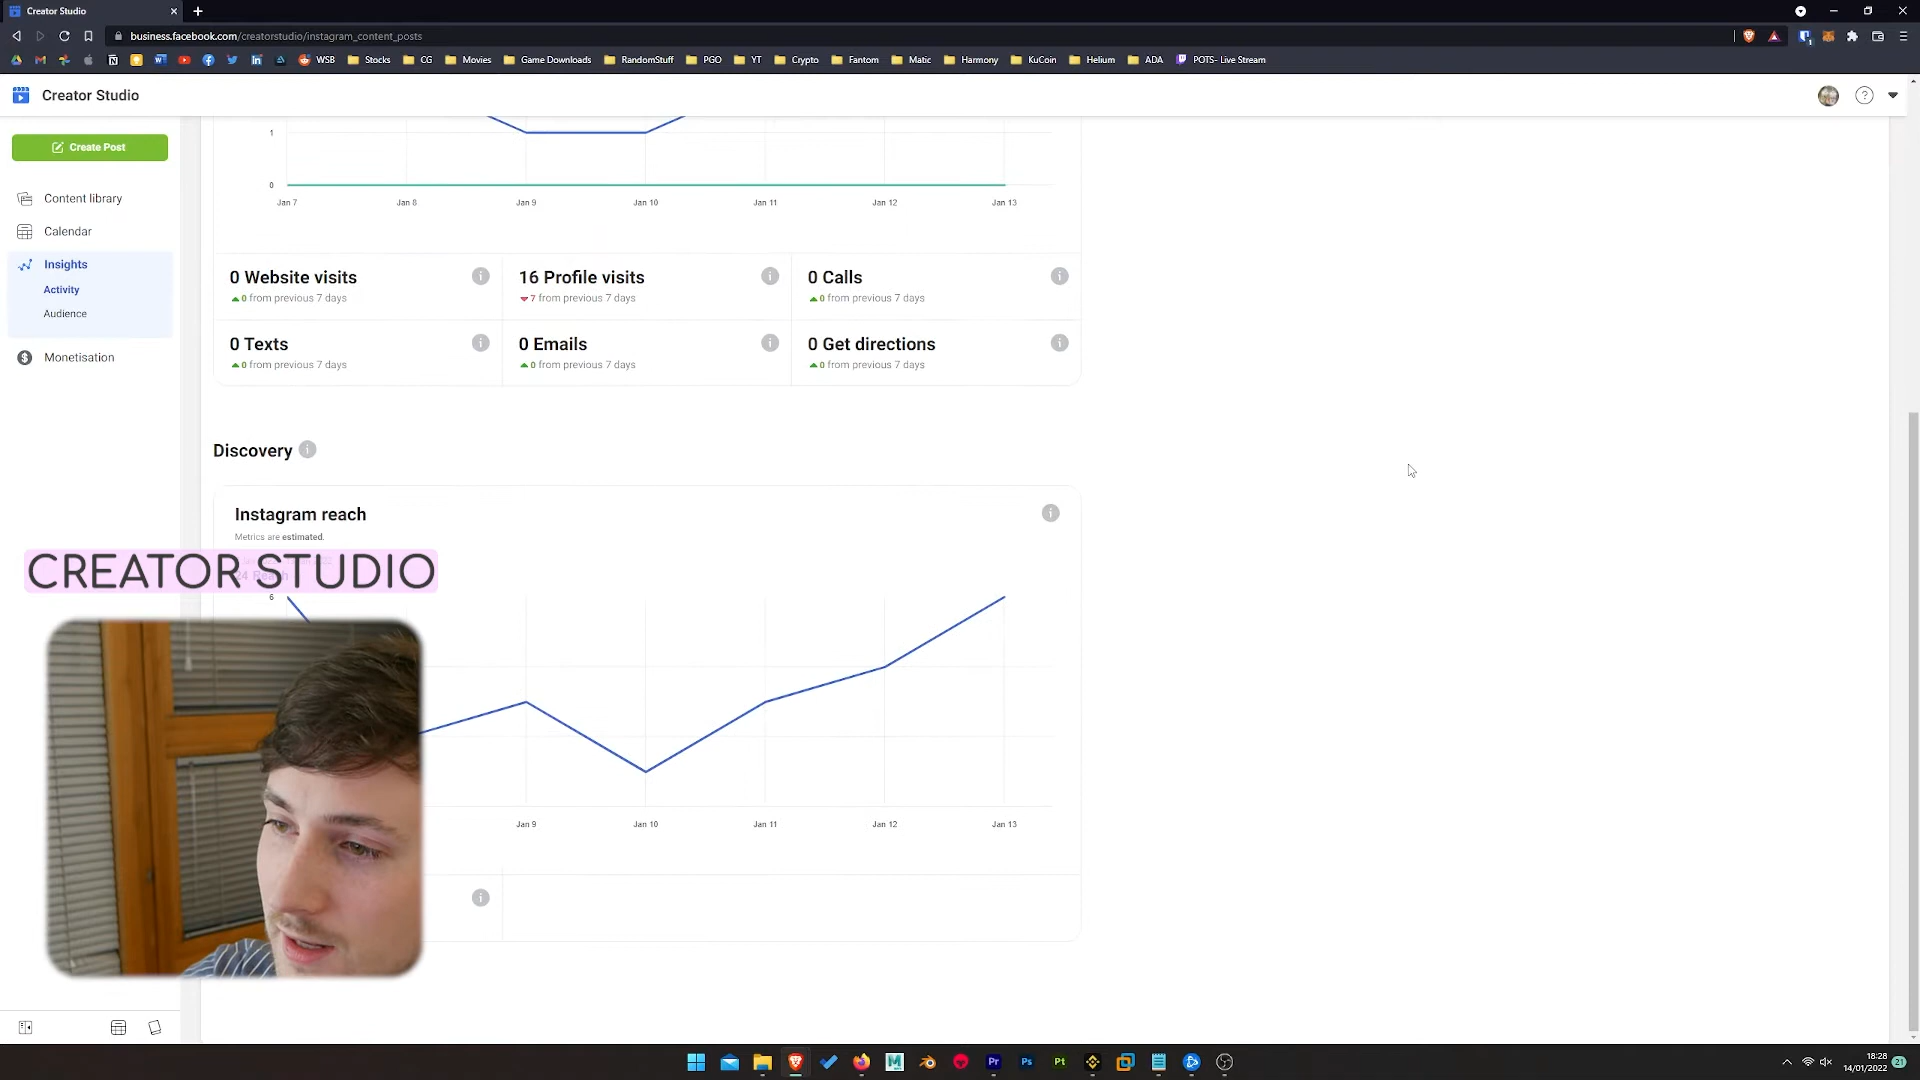 Creator Studio
business.facebook.com/creatorstudio/instagram_content_posts
WSB Stocks CG Movies Game Downloads RandomStuff PGO YT Crypto Fantom Matic Harmony KuCoin Helium ADA POTS- Live Stream
Creator Studio
Create Post
Content library
Calendar
Insights
Activity
Audience
Monetisation
1
0
Jan 7 Jan 8 Jan 9 Jan 10 Jan 11 Jan 12 Jan 13
0 Website visits
0 from previous 7 days
16 Profile visits
7 from previous 7 days
0 Calls
0 from previous 7 days
0 Texts
0 from previous 7 days
0 Emails
0 from previous 7 days
0 Get directions
0 from previous 7 days
Discovery
Instagram reach
Metrics are estimated.
CREATOR STUDIO
24 Reach
6
Jan 9 Jan 10 Jan 11 Jan 12 Jan 13
M Pr Ps Pt
18:28
14/01/2022
21